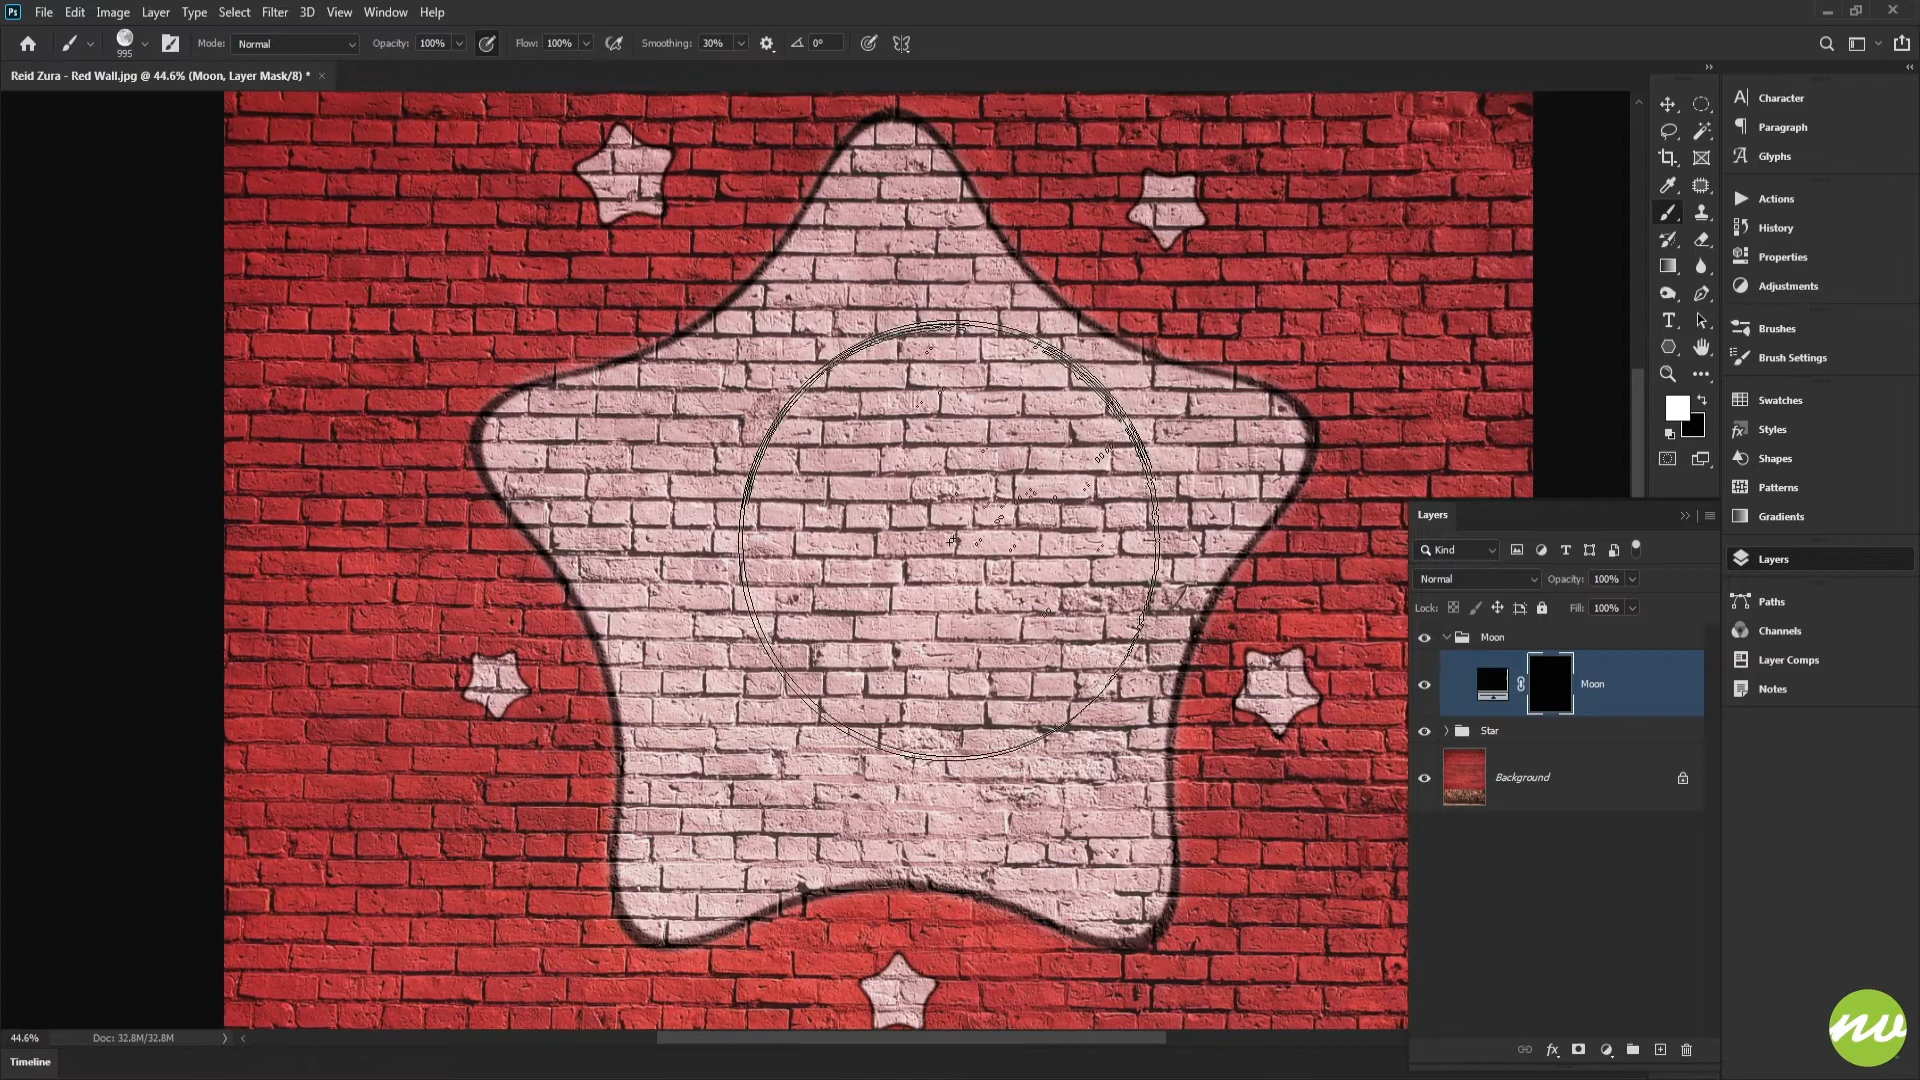 Ps File Edit Image Layer Type Select Filter 3D View Window Help
995 Mode: Normal Opacity: 100% Flow: 100% Smoothing: 30% 0°
Reid Zura - Red Wall.jpg @ 44.6% (Moon, Layer Mask/8) * ×
Character
Paragraph
Glyphs
Actions
History
Properties
Adjustments
Brushes
Brush Settings
Swatches
Styles
Shapes
Patterns
Gradients
Layers
Paths
Channels
Layer Comps
Notes
Layers
Kind
Normal Opacity: 100%
Lock: Fill: 100%
Moon
Moon
Star
Background
fx
44.6% Doc: 32.8M/32.8M
Timeline
nv